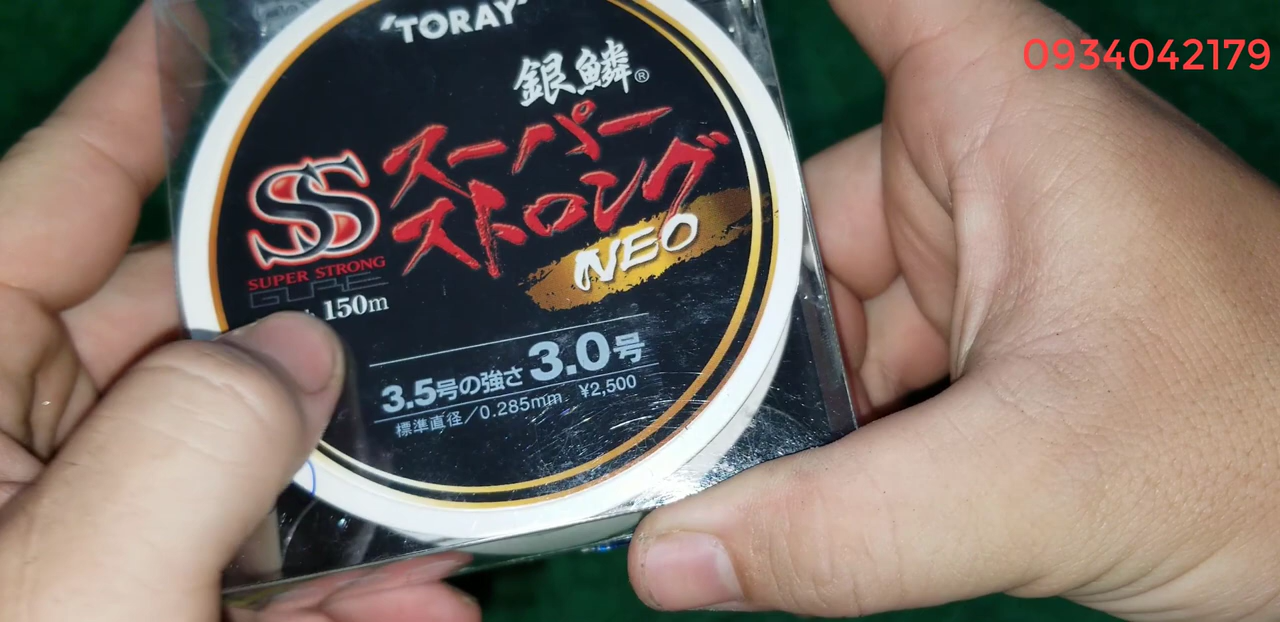 0934042179
'TORAY'
銀鱗®
スーパー
ストロング
NEO
SS
SUPER STRONG
150m
3.5号の強さ 3.0号
標準直径/0.285mm ¥2,500